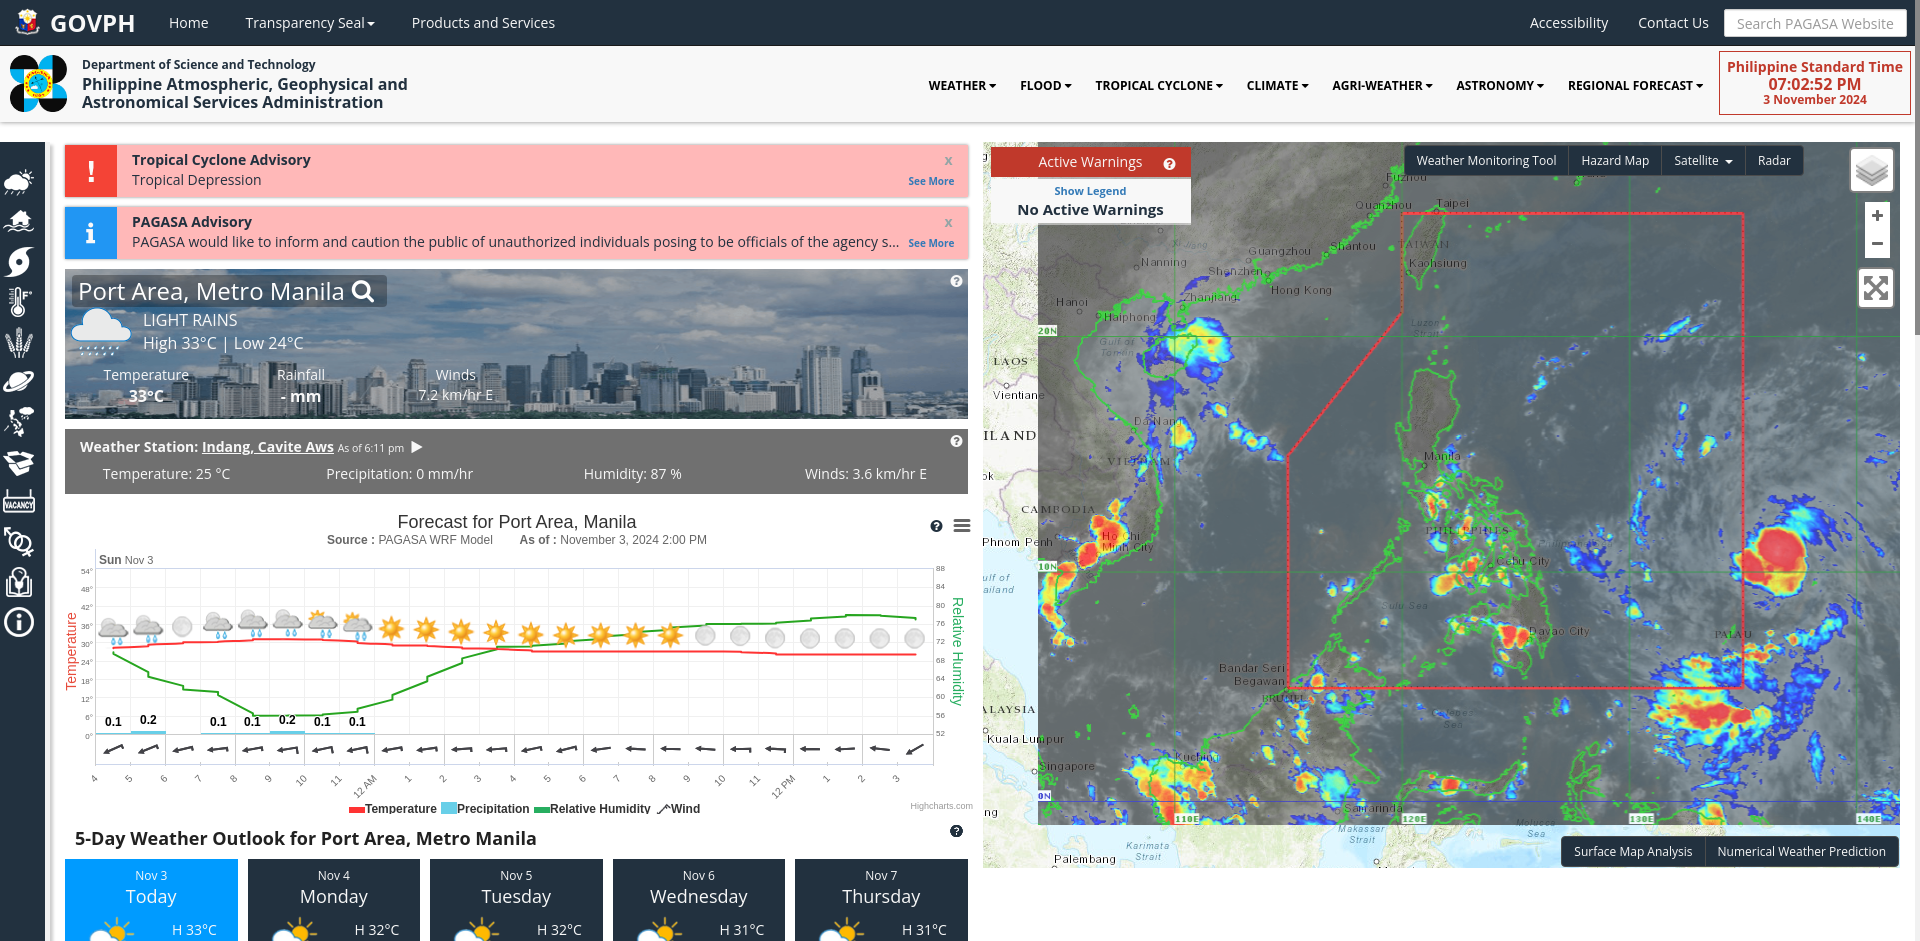 GOVPH
Home
Transparency Seal
Products and Services
Accessibility
Contact Us
Search PAGASA Website
Department of Science and Technology
Philippine Atmospheric, Geophysical and
Astronomical Services Administration
WEATHER
FLOOD
TROPICAL CYCLONE
CLIMATE
AGRI-WEATHER
ASTRONOMY
REGIONAL FORECAST
Philippine Standard Time
07:02:52 PM
3 November 2024
!
Tropical Cyclone Advisory
x
Tropical Depression
See More
i
PAGASA Advisory
x
PAGASA would like to inform and caution the public of unauthorized individuals posing to be officials of the agency s...
See More
Port Area, Metro Manila
LIGHT RAINS
High 33°C | Low 24°C
Temperature
Rainfall
Winds
33°C
- mm
7.2 km/hr E
Weather Station: Indang, Cavite Aws As of 6:11 pm
Temperature: 25 °C
Precipitation: 0 mm/hr
Humidity: 87 %
Winds: 3.6 km/hr E
Forecast for Port Area, Manila
Source : PAGASA WRF Model As of : November 3, 2024 2:00 PM
Sun Nov 3
Temperature
54°
48°
42°
36°
30°
24°
18°
12°
6°
0°
Relative Humidity
88
84
80
76
72
68
64
60
56
52
0.1
0.2
0.1
0.1
0.2
0.1
0.1
4
5
6
7
8
9
10
11
12 AM
1
2
3
4
5
6
7
8
9
10
11
12 PM
1
2
3
Temperature
Precipitation
Relative Humidity
Wind
Highcharts.com
5-Day Weather Outlook for Port Area, Metro Manila
Nov 3
Today
H 33°C
Nov 4
Monday
H 32°C
Nov 5
Tuesday
H 32°C
Nov 6
Wednesday
H 31°C
Nov 7
Thursday
H 31°C
VACANCY
Active Warnings
Show Legend
No Active Warnings
Weather Monitoring Tool
Hazard Map
Satellite
Radar
+
−
Fuzhou
Quanzhou
Taipei
TAIWAN
Kaohsiung
Shantou
Guangzhou
Shenzhen
Hong Kong
Nanning
Zhanjiang
Hanoi
Haiphong
Gulf of
Luzon
Strait
20N
LAOS
Vientiane
Da Nang
ILAND
VIETNAM
Manila
ok
CAMBODIA
Phnom Penh
Ho Chi
Minh City
PHILIPPINES
Cebu City
10N
ulf of
ailand
Sulu Sea
Davao City
PALAU
Bandar Seri
Begawan
BRUNEI
ALAYSIA
Celebes
Sea
Kuala Lumpur
Kuching
Singapore
0N
ng
Samarinda
110E
120E
130E
140E
Makassar
Strait
Molucca
Sea
Karimata
Strait
Palembang
Surface Map Analysis
Numerical Weather Prediction